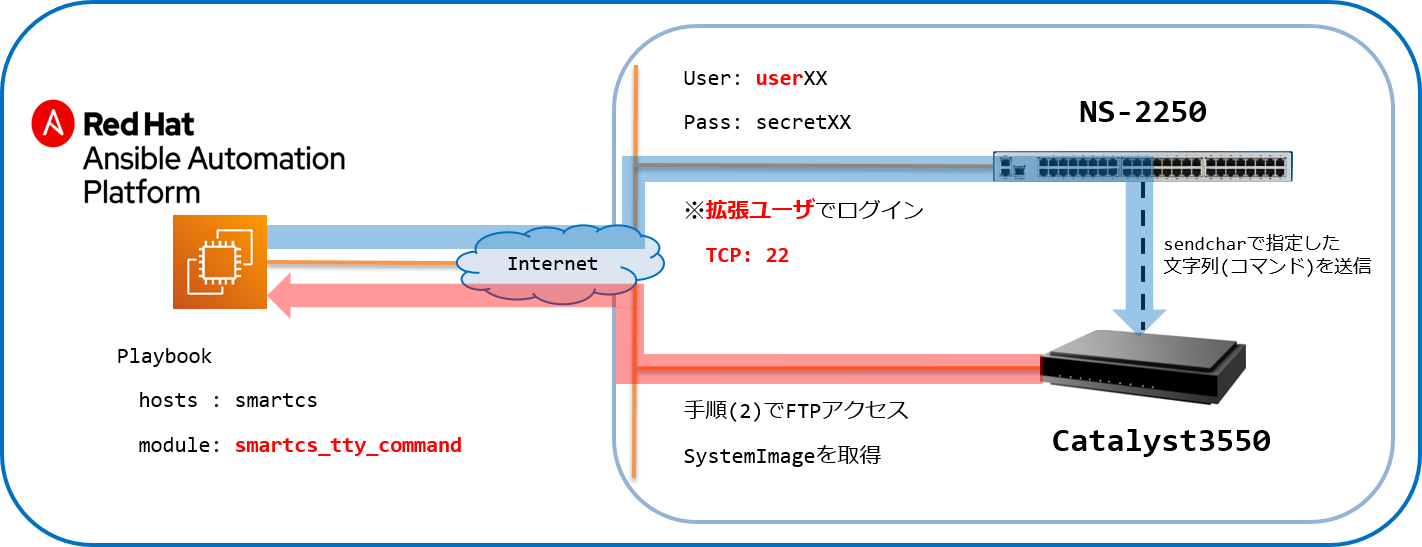 Red Hat
Ansible Automation
Platform
Playbook
hosts : smartcs
module: smartcs_tty_command
Internet
User: userXX
Pass: secretXX
※拡張ユーザでログイン
TCP: 22
NS-2250
sendcharで指定した
文字列(コマンド)を送信
手順(2)でFTPアクセス
SystemImageを取得
Catalyst3550